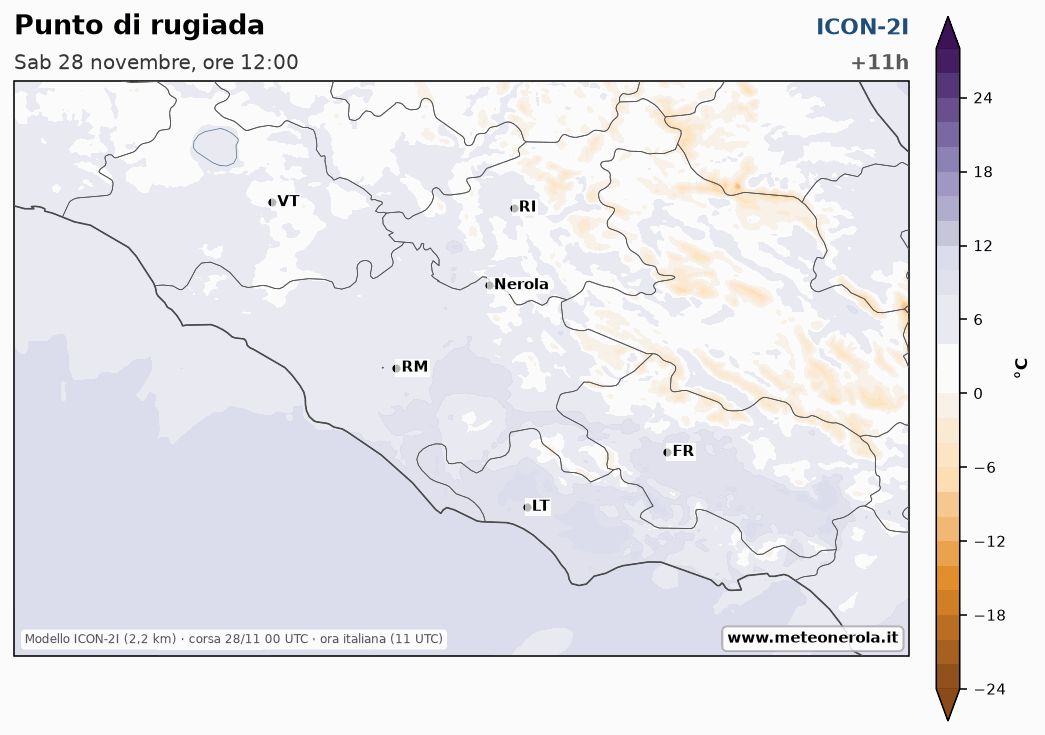 Punto di rugiada
ICON-2I
Sab 28 novembre, ore 12:00
+11h
VT
RI
Nerola
RM
FR
LT
Modello ICON-2I (2,2 km) · corsa 28/11 00 UTC · ora italiana (11 UTC)
www.meteonerola.it
24
18
12
6
0
−6
−12
−18
−24
°C